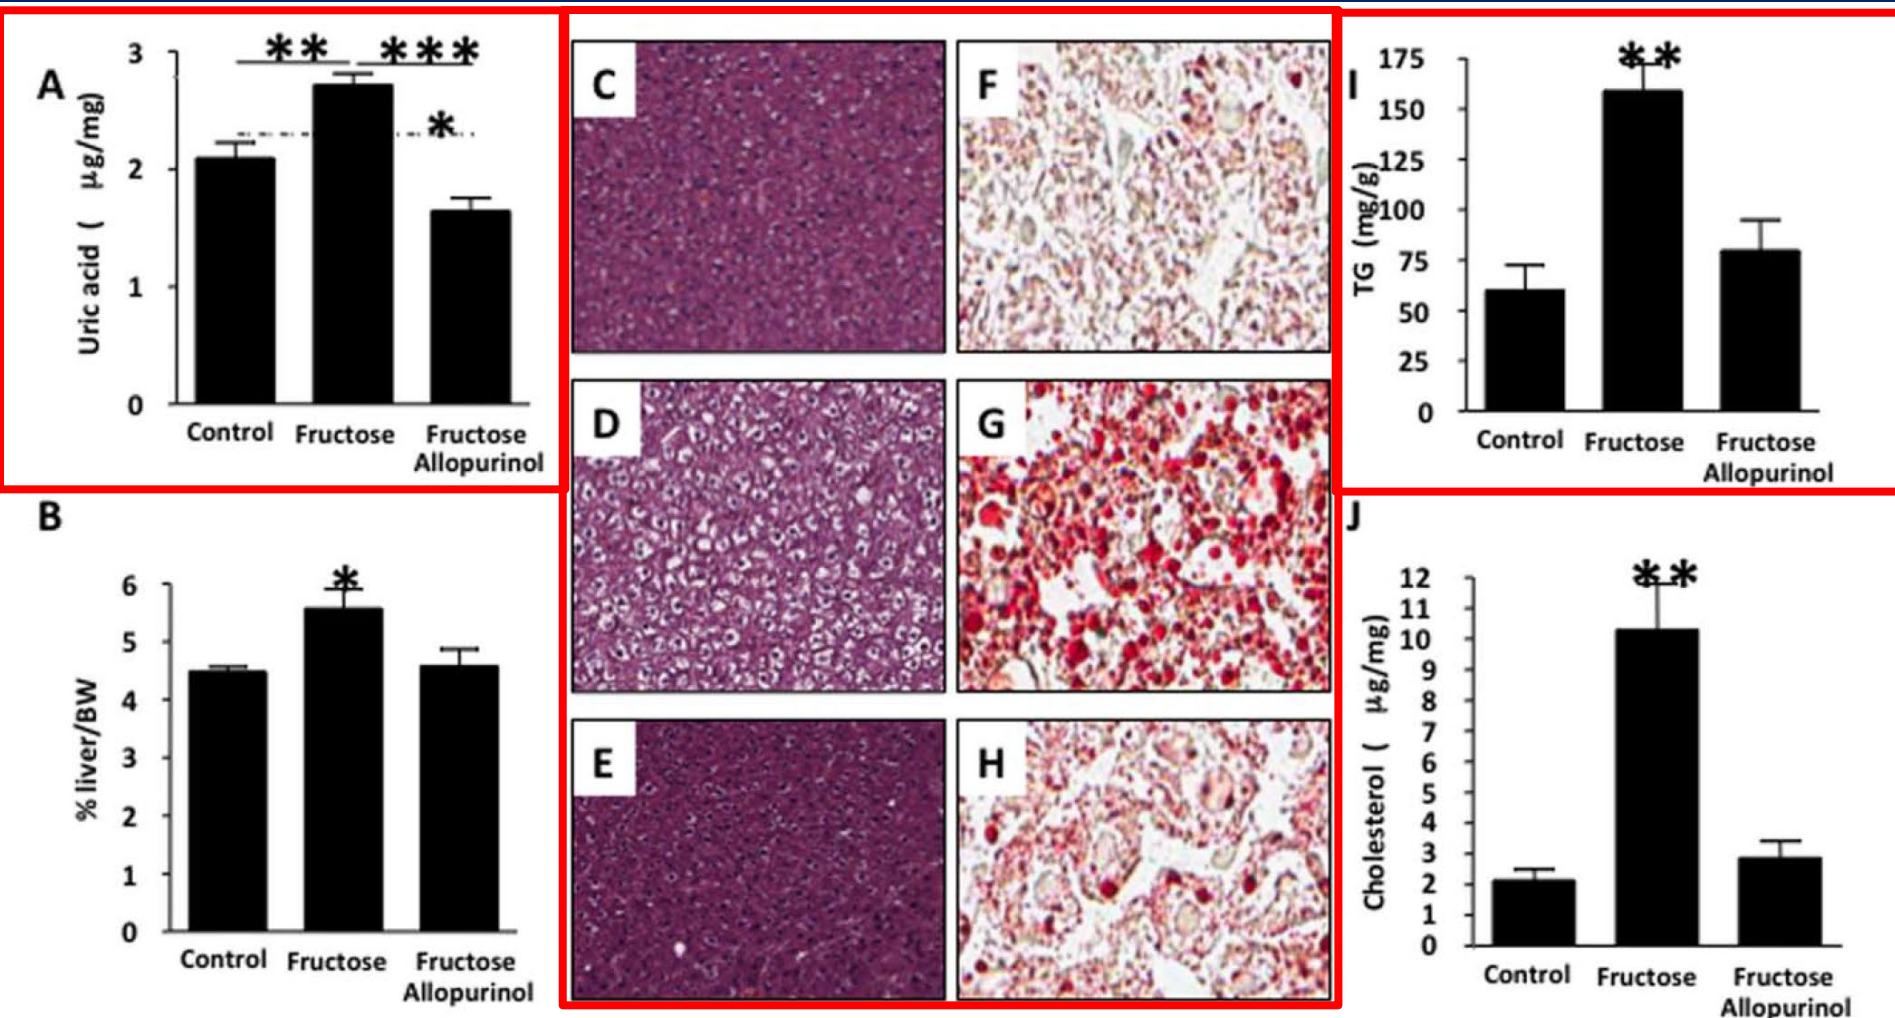 A
** ***
*
Uric acid ( μg/mg)
3
2
1
0
Control
Fructose
Fructose
Allopurinol
B
*
% liver/BW
6
5
4
3
2
1
0
Control
Fructose
Fructose
Allopurinol
C
F
D
G
E
H
I
**
TG (mg/g)
175
150
125
100
75
50
25
0
Control
Fructose
Fructose
Allopurinol
J
**
Cholesterol ( μg/mg)
12
11
10
9
8
7
6
5
4
3
2
1
0
Control
Fructose
Fructose
Allopurinol